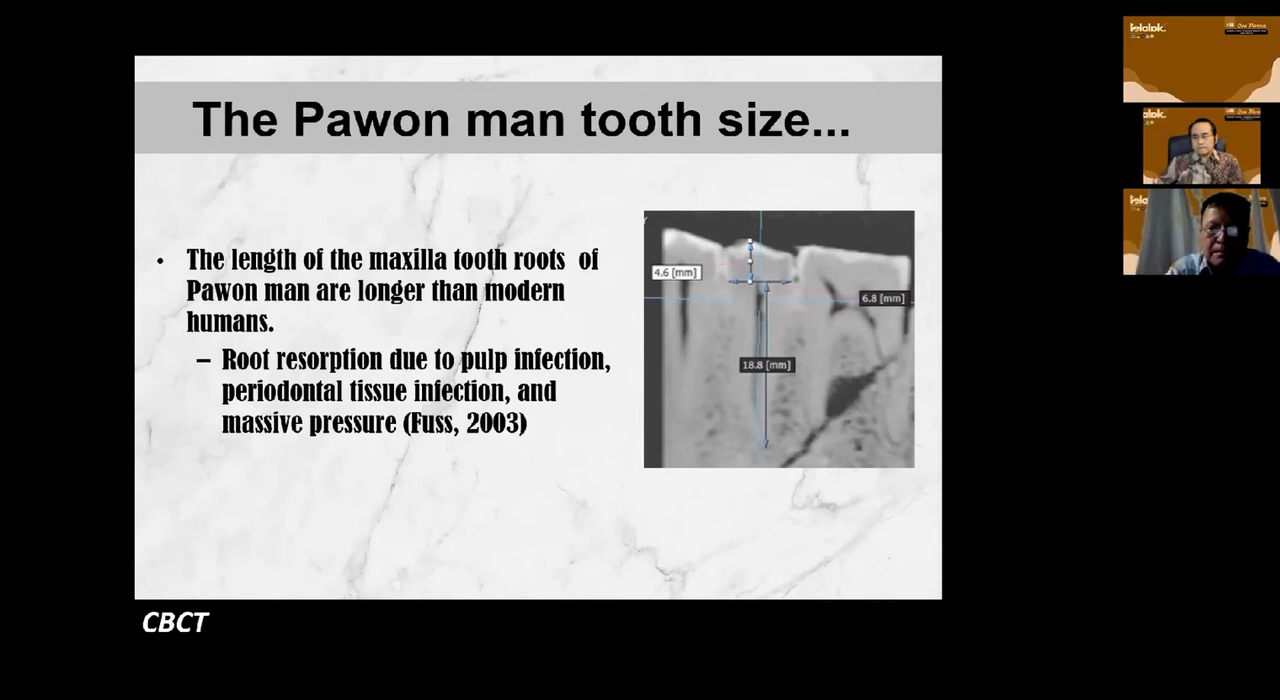 The Pawon man tooth size...
• The length of the maxilla tooth roots of
Pawon man are longer than modern
humans.
– Root resorption due to pulp infection,
periodontal tissue infection, and
massive pressure (Fuss, 2003)
4.6 [mm]
6.8 [mm]
18.8 [mm]
CBCT